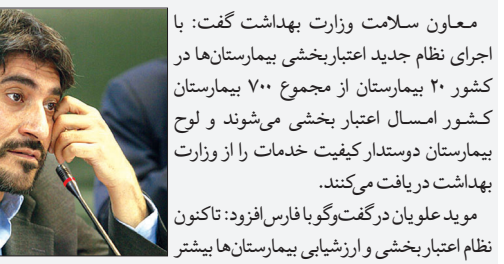 معاون سلامت وزارت بهداشت گفت: با
اجرای نظام جدید اعتباربخشی بیمارستان‌ها در
کشور ۲۰ بیمارستان از مجموع ۷۰۰ بیمارستان
کشور امسال اعتبار بخشی می‌شوند و لوح
بیمارستان دوستدار کیفیت خدمات را از وزارت
بهداشت دریافت می‌کنند.
موید علویان در گفت‌وگو با فارس افزود: تاکنون
نظام اعتباربخشی و ارزشیابی بیمارستان‌ها بیشتر